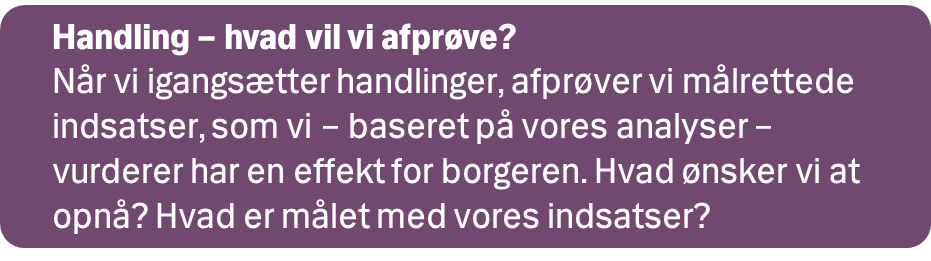 Handling – hvad vil vi afprøve?
Når vi igangsætter handlinger, afprøver vi målrettede
indsatser, som vi – baseret på vores analyser –
vurderer har en effekt for borgeren. Hvad ønsker vi at
opnå? Hvad er målet med vores indsatser?